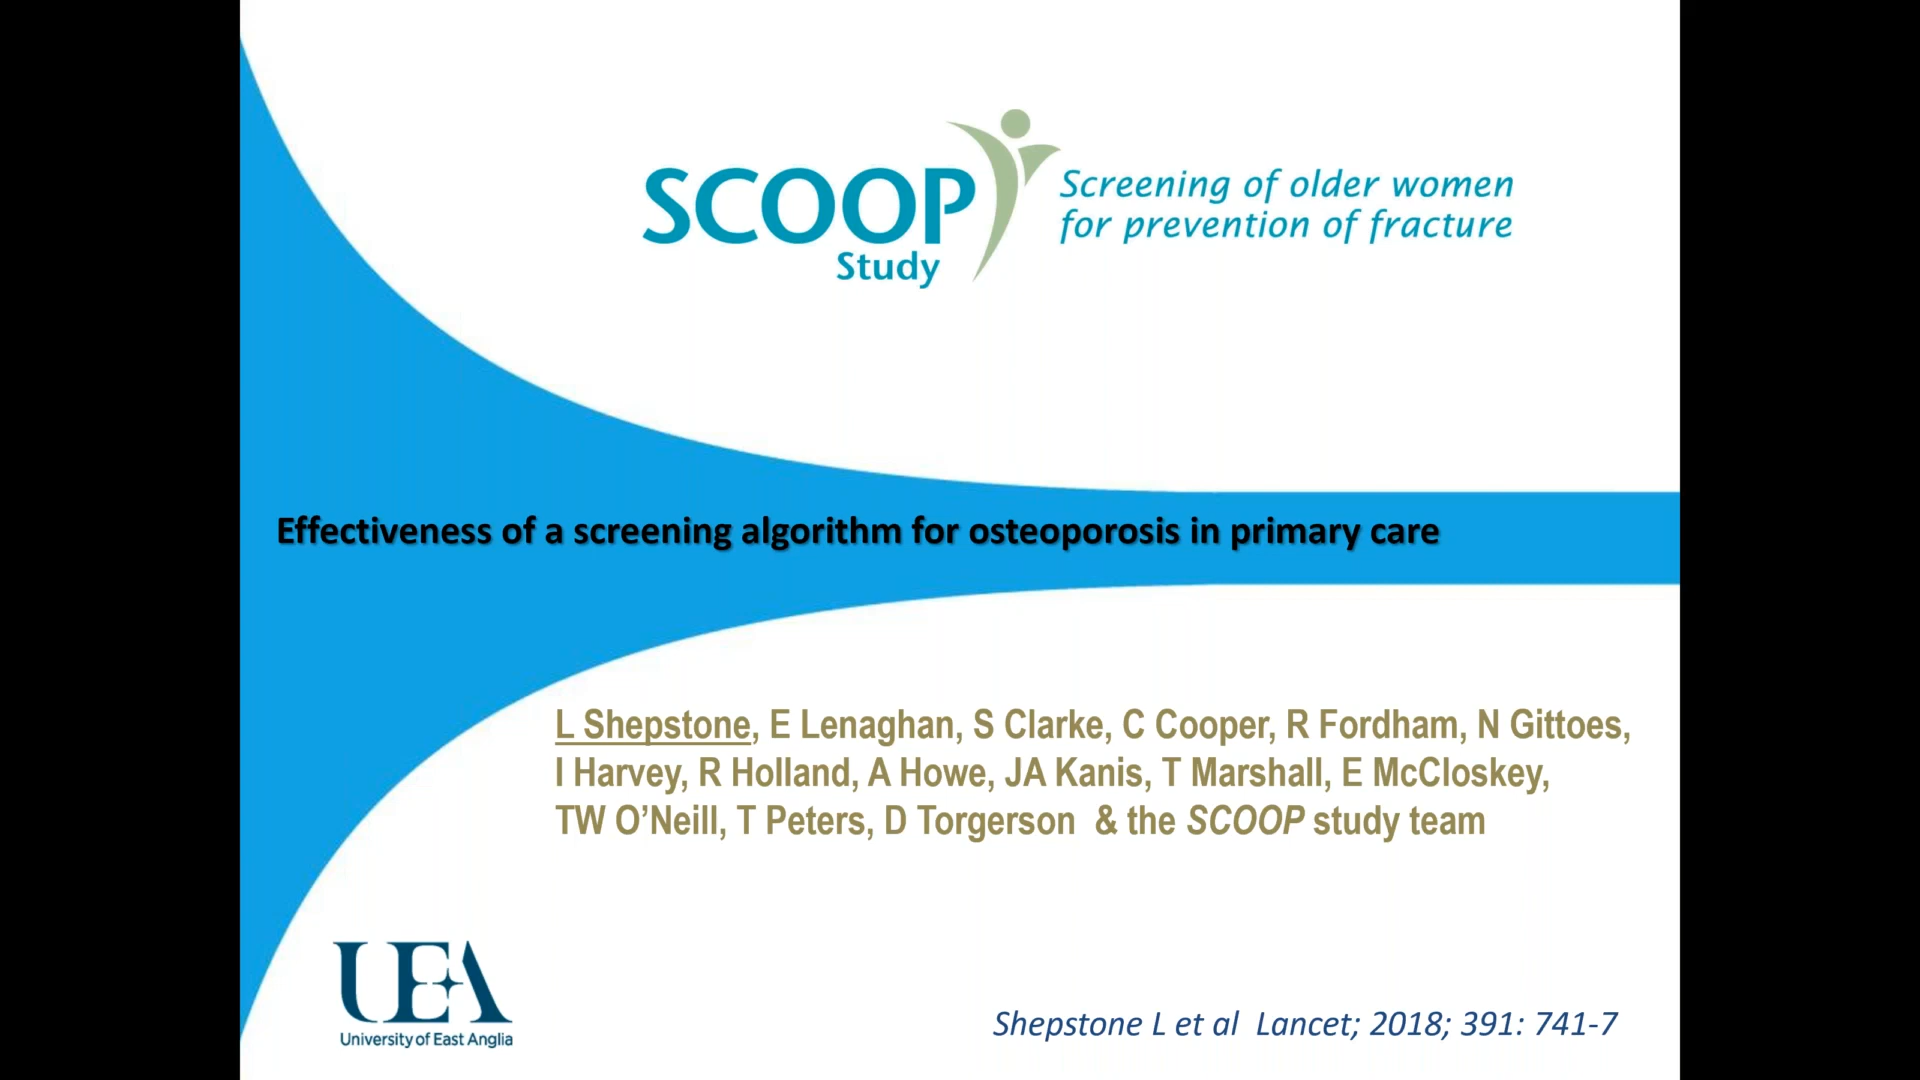 SCOOP
Study
Screening of older women
for prevention of fracture
Effectiveness of a screening algorithm for osteoporosis in primary care
L Shepstone, E Lenaghan, S Clarke, C Cooper, R Fordham, N Gittoes,
I Harvey, R Holland, A Howe, JA Kanis, T Marshall, E McCloskey,
TW O’Neill, T Peters, D Torgerson & the SCOOP study team
UEA
University of East Anglia
Shepstone L et al Lancet; 2018; 391: 741-7